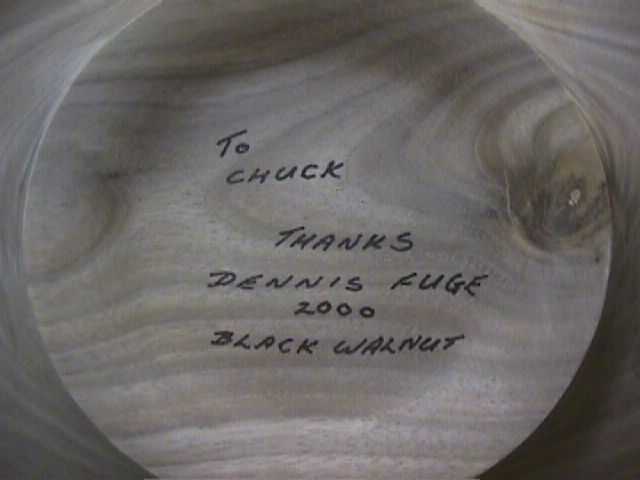 To
CHUCK
THANKS
DENNIS FUGE
2000
BLACK WALNUT